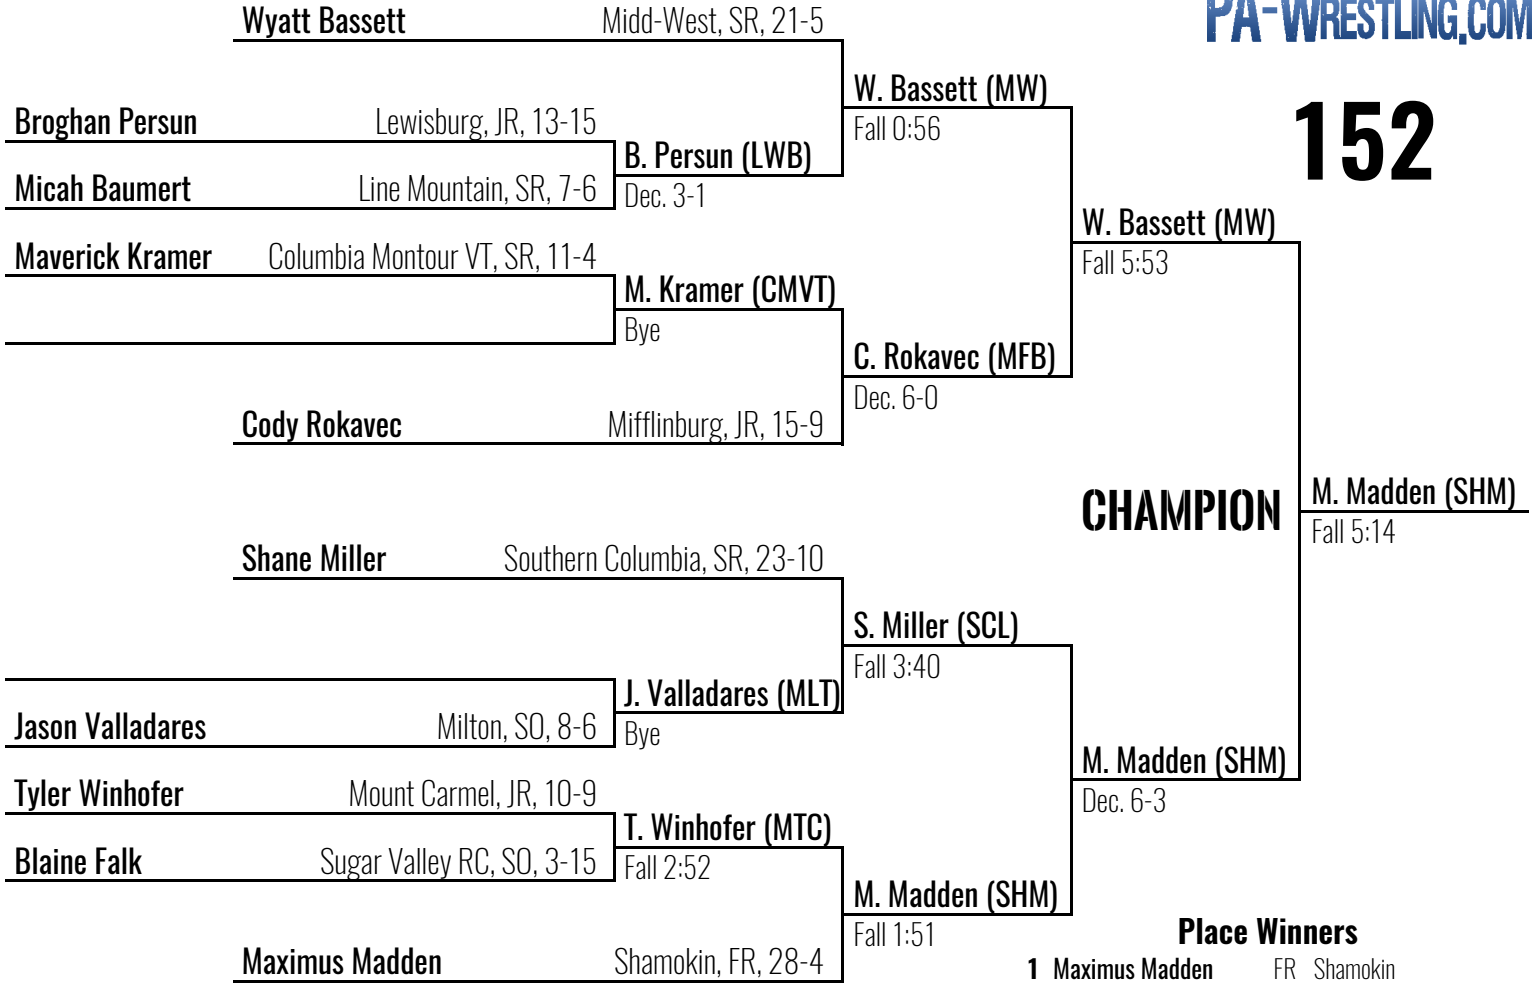 PA-WRESTLING.COM
152
Wyatt Bassett Midd-West, SR, 21-5
W. Bassett (MW)
Fall 0:56
Broghan Persun Lewisburg, JR, 13-15
B. Persun (LWB)
Dec. 3-1
Micah Baumert Line Mountain, SR, 7-6
W. Bassett (MW)
Fall 5:53
Maverick Kramer Columbia Montour VT, SR, 11-4
M. Kramer (CMVT)
Bye
C. Rokavec (MFB)
Dec. 6-0
Cody Rokavec Mifflinburg, JR, 15-9
CHAMPION
M. Madden (SHM)
Fall 5:14
Shane Miller Southern Columbia, SR, 23-10
S. Miller (SCL)
Fall 3:40
J. Valladares (MLT)
Bye
Jason Valladares Milton, SO, 8-6
M. Madden (SHM)
Dec. 6-3
Tyler Winhofer Mount Carmel, JR, 10-9
T. Winhofer (MTC)
Fall 2:52
Blaine Falk Sugar Valley RC, SO, 3-15
M. Madden (SHM)
Fall 1:51
Maximus Madden Shamokin, FR, 28-4
Place Winners
1 Maximus Madden FR Shamokin